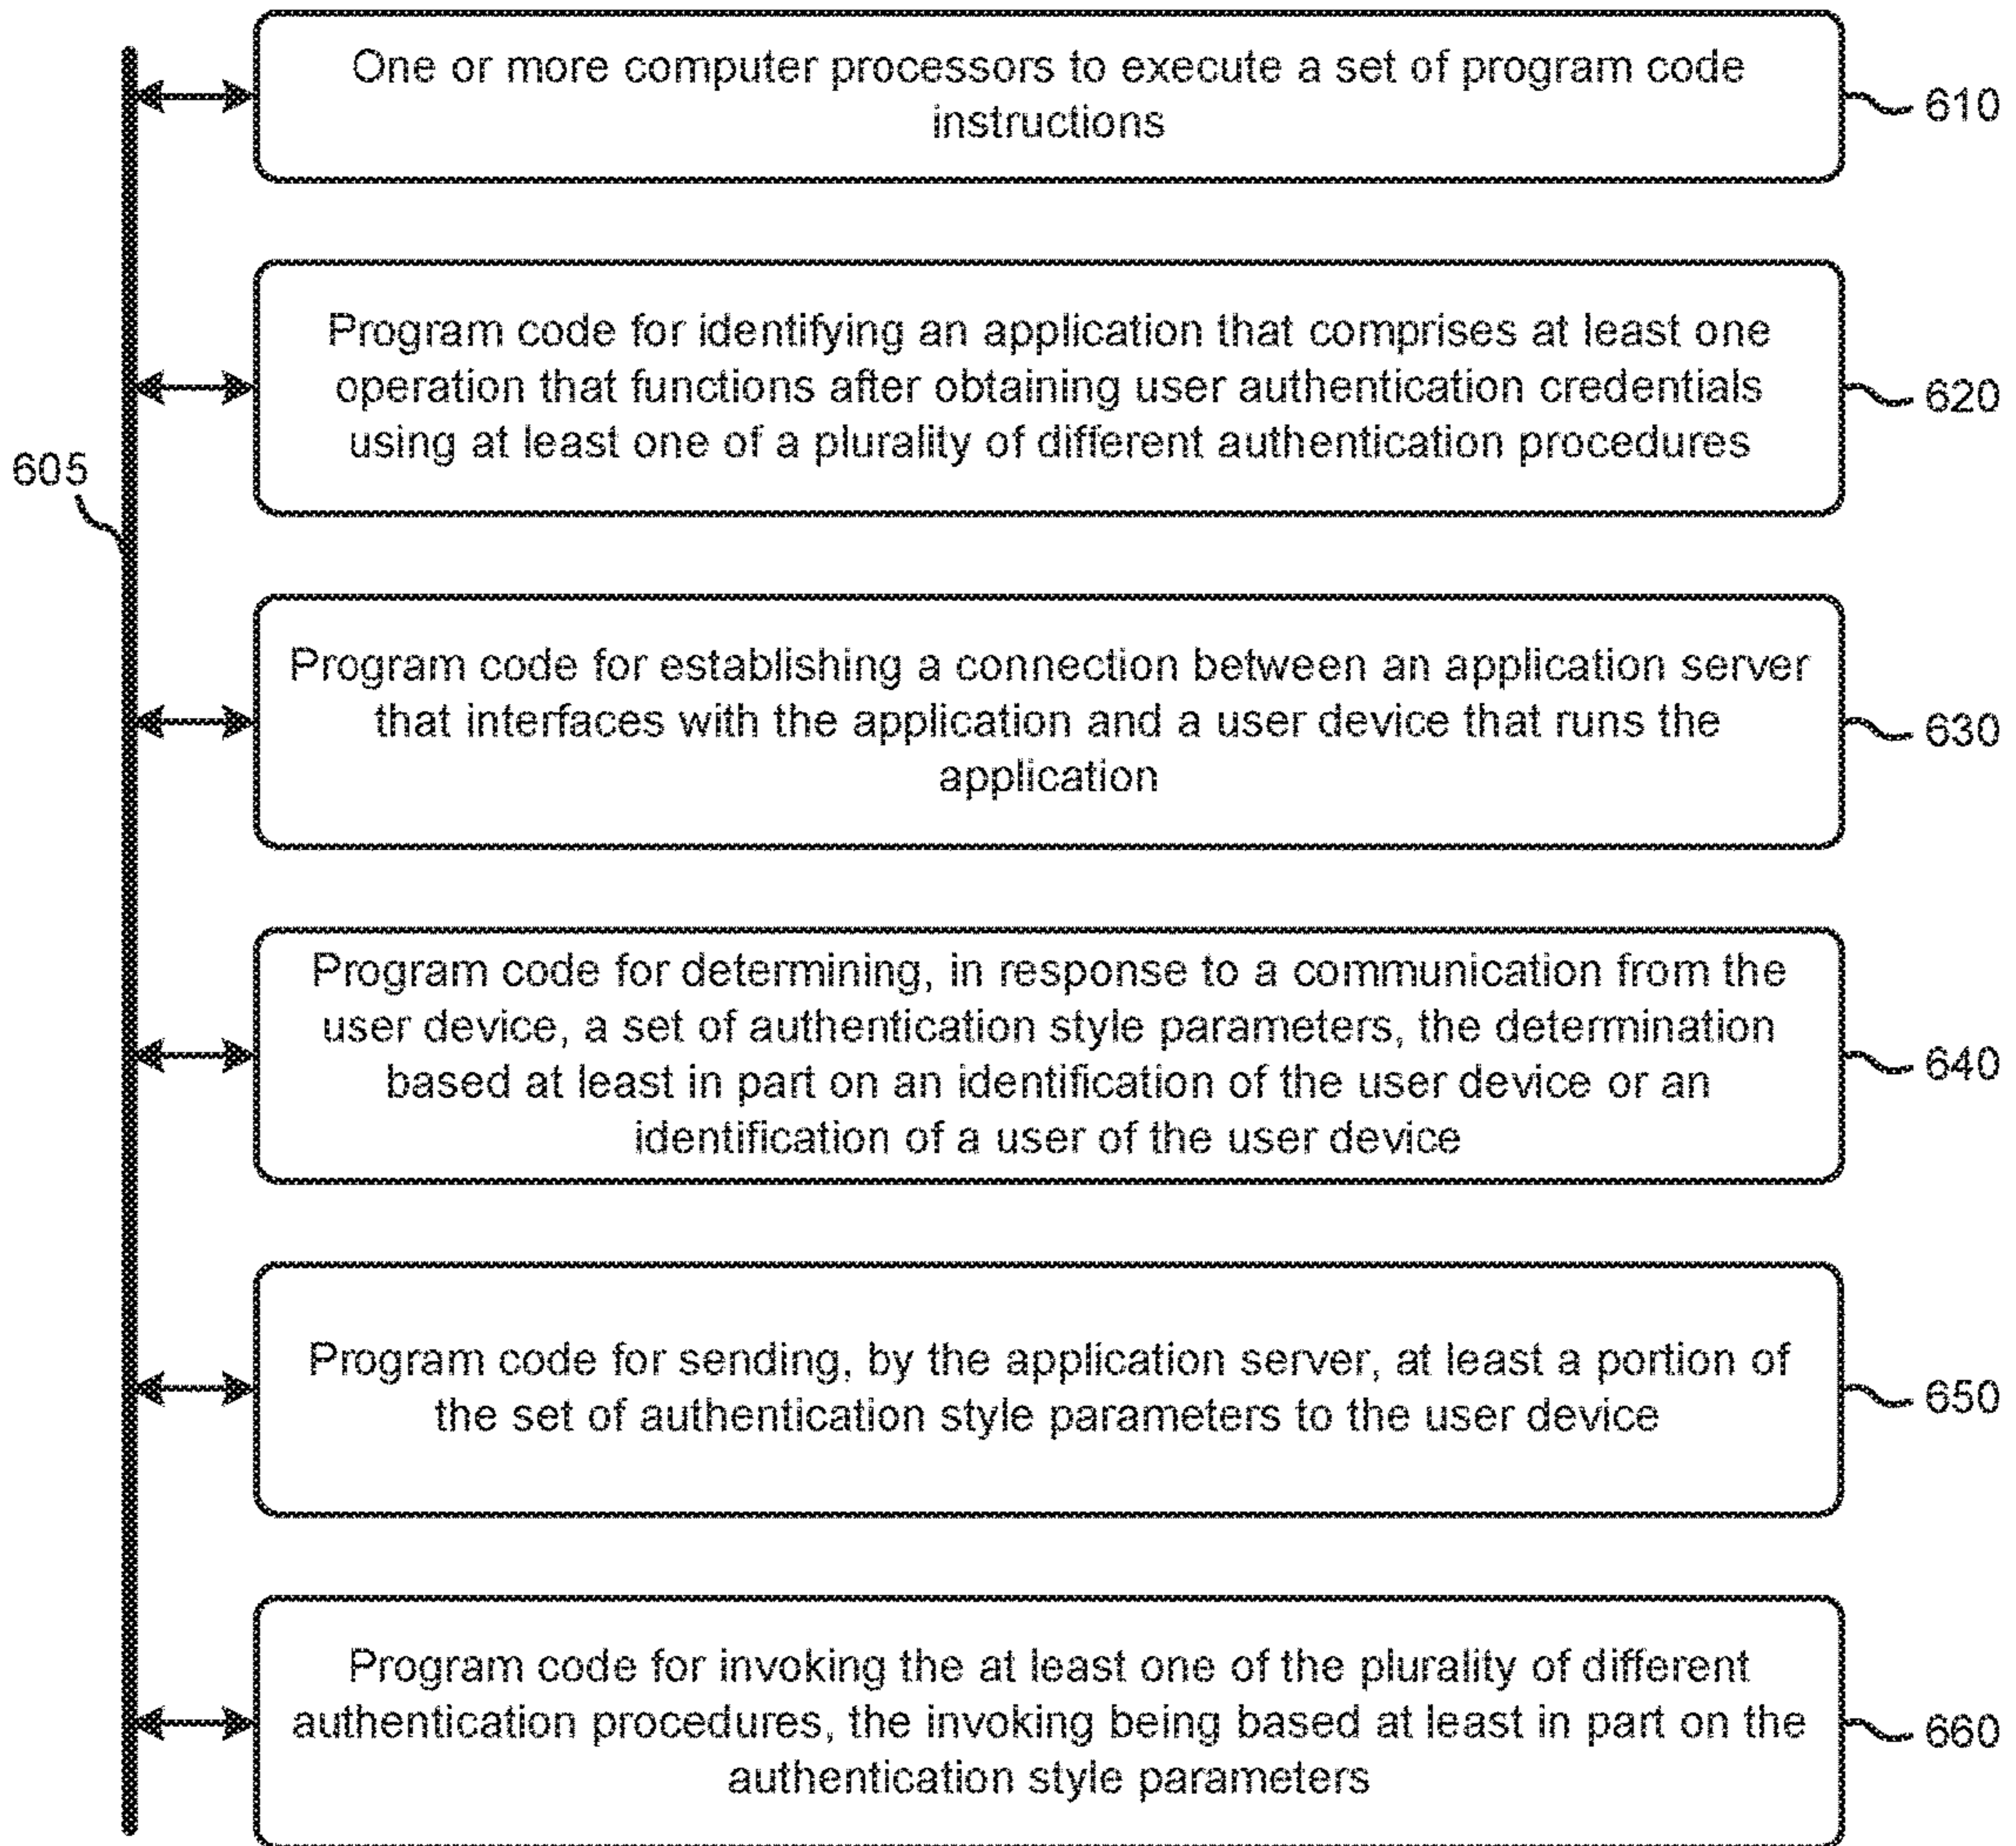 One or more computer processors to execute a set of program code
instructions
610
Program code for identifying an application that comprises at least one
operation that functions after obtaining user authentication credentials
using at least one of a plurality of different authentication procedures
620
605
Program code for establishing a connection between an application server
that interfaces with the application and a user device that runs the
application
630
Program code for determining, in response to a communication from the
user device, a set of authentication style parameters, the determination
based at least in part on an identification of the user device or an
identification of a user of the user device
640
Program code for sending, by the application server, at least a portion of
the set of authentication style parameters to the user device
650
Program code for invoking the at least one of the plurality of different
authentication procedures, the invoking being based at least in part on the
authentication style parameters
660